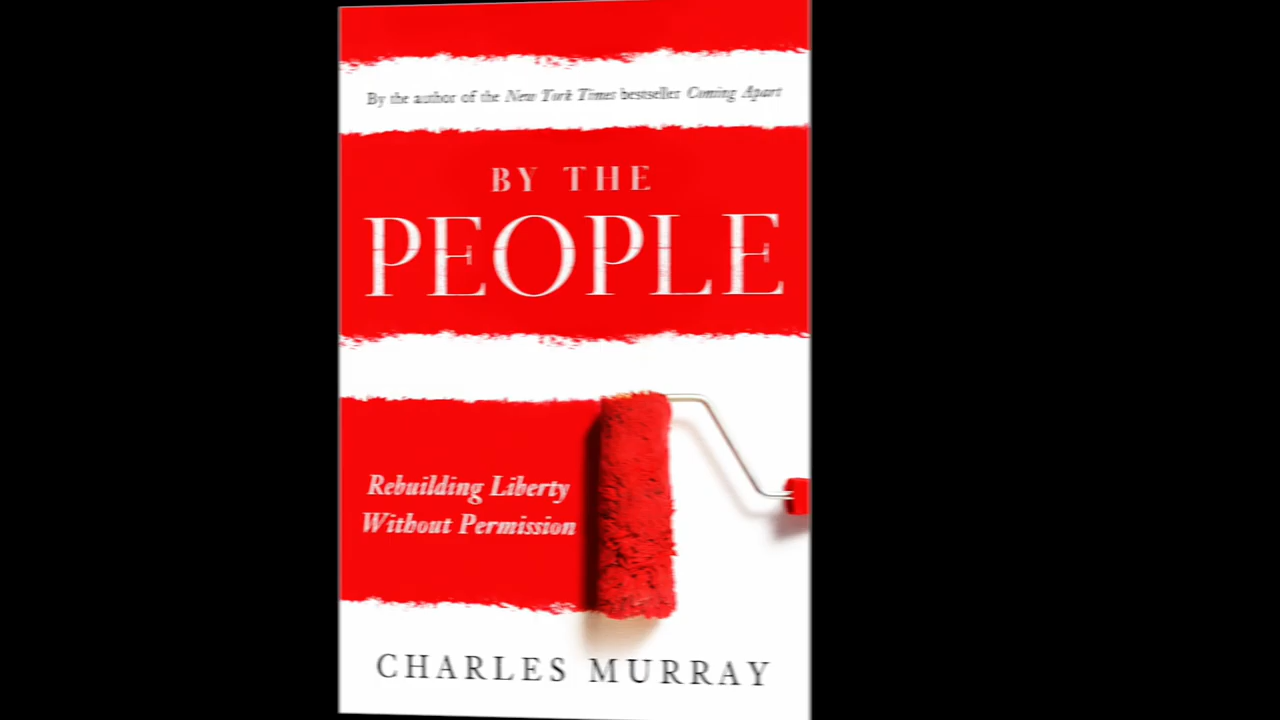 By the author of the New York Times bestseller Coming Apart
BY THE
PEOPLE
Rebuilding Liberty
Without Permission
CHARLES MURRAY